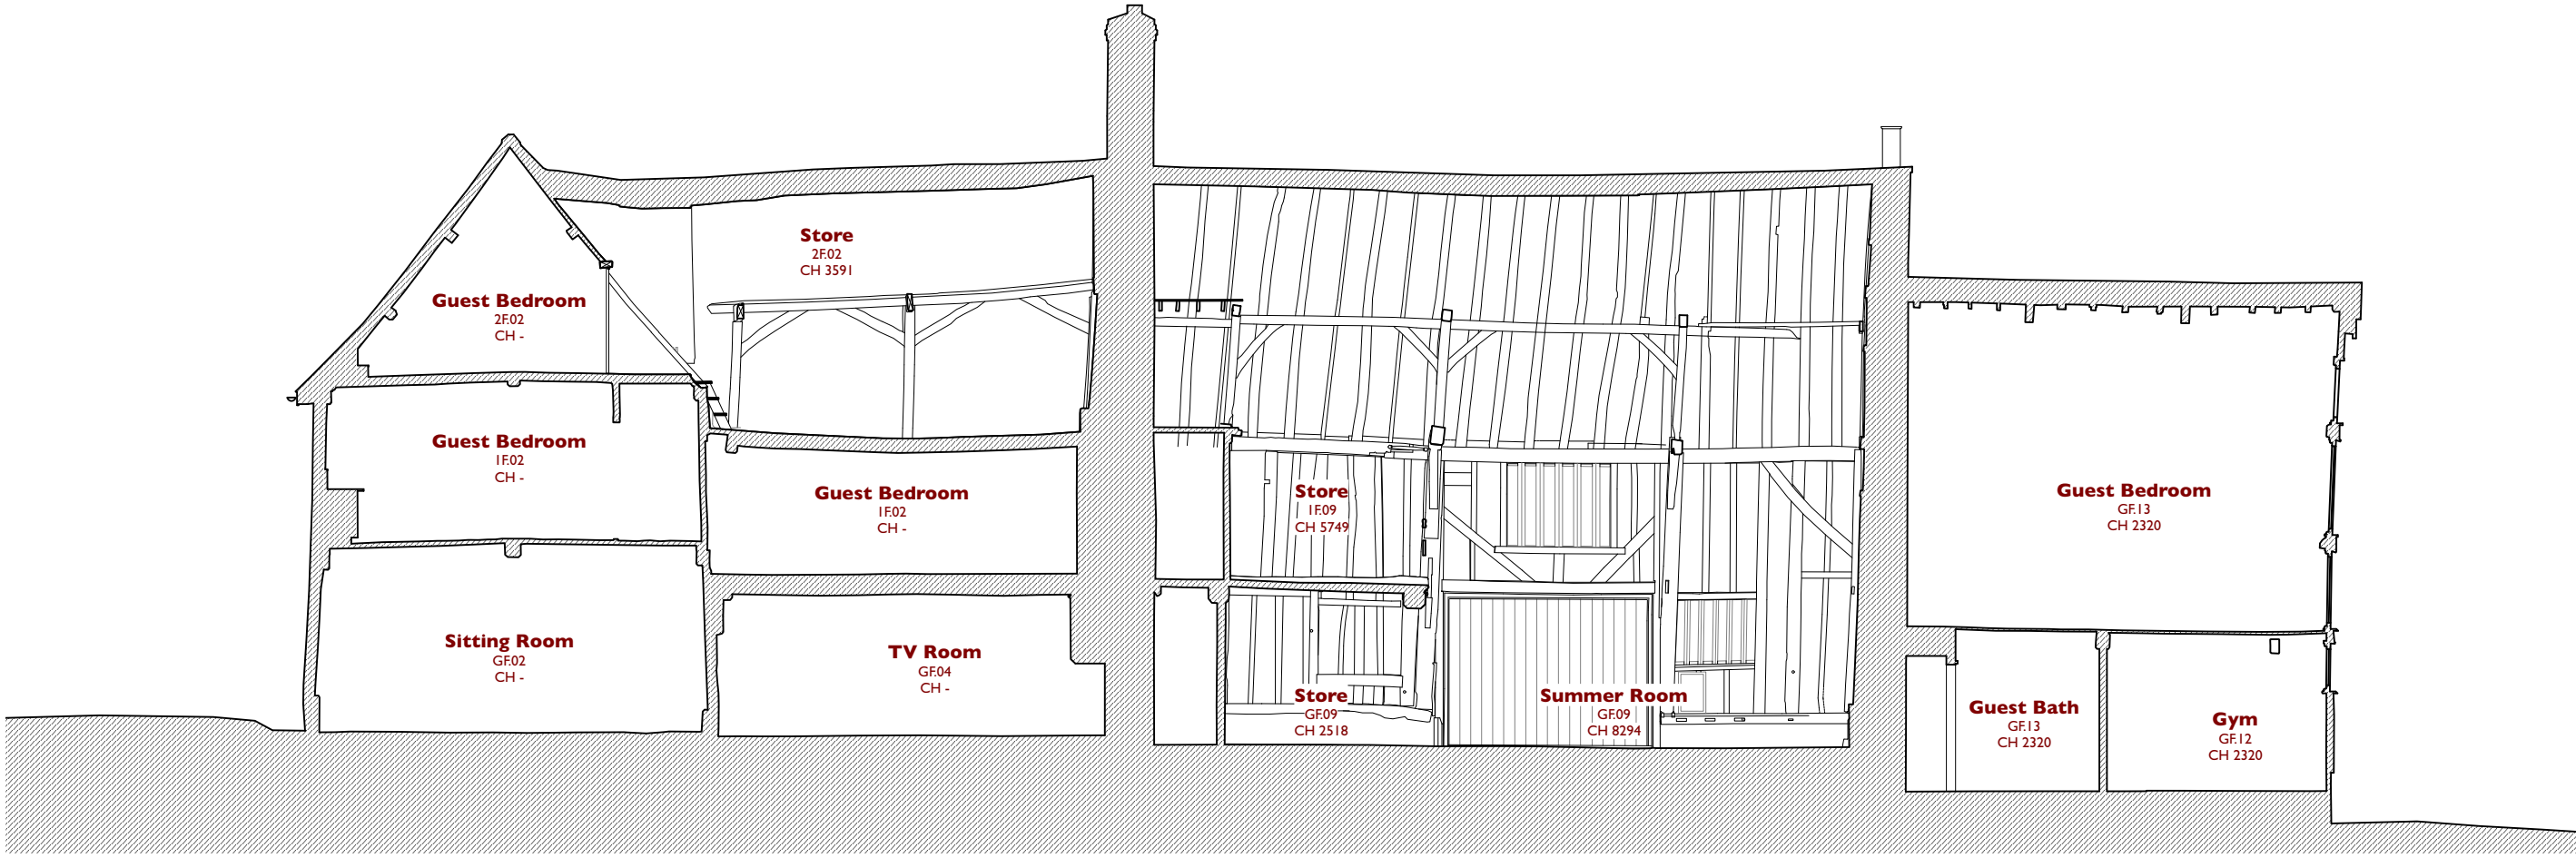 Store
2F.02
CH 3591
Guest Bedroom
2F.02
CH -
Guest Bedroom
1F.02
CH -
Guest Bedroom
1F.02
CH -
Store
1F.09
CH 5749
Guest Bedroom
GF.13
CH 2320
Sitting Room
GF.02
CH -
TV Room
GF.04
CH -
Store
GF.09
CH 2518
Summer Room
GF.09
CH 8294
Guest Bath
GF.13
CH 2320
Gym
GF.12
CH 2320